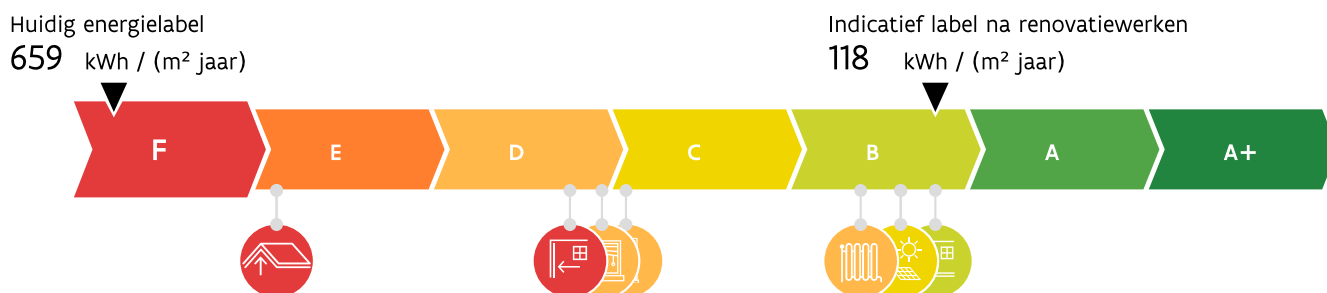 Huidig energielabel
659 kWh / (m² jaar)
Indicatief label na renovatiewerken
118 kWh / (m² jaar)
F E D C B A A+